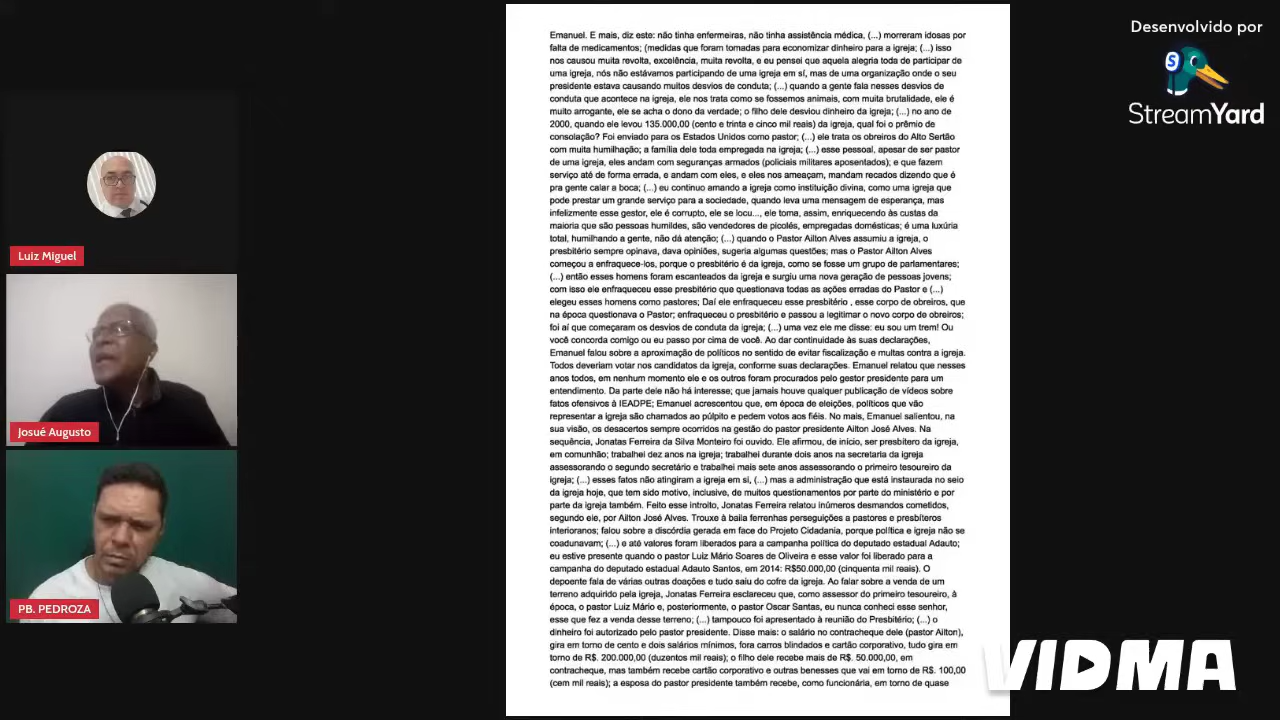 Emanuel. E mais, diz este: não tinha enfermeiras, não tinha assistência médica, (...) morreram idosas por
falta de medicamentos; (medidas que foram tomadas para economizar dinheiro para a igreja; (...) isso
nos causou muita revolta, excelência, muita revolta, e eu pensei que aquela alegria toda de participar de
uma igreja, nós não estávamos participando de uma igreja em sí, mas de uma organização onde o seu
presidente estava causando muitos desvios de conduta; (...) quando a gente fala nesses desvios de
conduta que acontece na igreja, ele nos trata como se fossemos animais, com muita brutalidade, ele é
muito arrogante, ele se acha o dono da verdade; o filho dele desviou dinheiro da igreja; (...) no ano de
2000, quando ele levou 135.000,00 (cento e trinta e cinco mil reais) da igreja, qual foi o prêmio de
consolação? Foi enviado para os Estados Unidos como pastor; (...) ele trata os obreiros do Alto Sertão
com muita humilhação; a família dele toda empregada na igreja; (...) esse pessoal, apesar de ser pastor
de uma igreja, eles andam com seguranças armados (policiais militares aposentados); e que fazem
serviço até de forma errada, e andam com eles, e eles nos ameaçam, mandam recados dizendo que é
pra gente calar a boca; (...) eu continuo amando a igreja como instituição divina, como uma igreja que
pode prestar um grande serviço para a sociedade, quando leva uma mensagem de esperança, mas
infelizmente esse gestor, ele é corrupto, ele se locu..., ele toma, assim, enriquecendo às custas da
maioria que são pessoas humildes, são vendedores de picolés, empregadas domésticas; é uma luxúria
total, humilhando a gente, não dá atenção; (...) quando o Pastor Ailton Alves assumiu a igreja, o
presbitério sempre opinava, dava opiniões, sugeria algumas questões; mas o Pastor Ailton Alves
começou a enfraquece-los, porque o presbitério é da igreja, como se fosse um grupo de parlamentares;
(...) então esses homens foram escanteados da igreja e surgiu uma nova geração de pessoas jovens;
com isso ele enfraqueceu esse presbitério que questionava todas as ações erradas do Pastor e (...)
elegeu esses homens como pastores; Daí ele enfraqueceu esse presbitério , esse corpo de obreiros, que
na época questionava o Pastor; enfraqueceu o presbitério e passou a legitimar o novo corpo de obreiros;
foi aí que começaram os desvios de conduta da igreja; (...) uma vez ele me disse: eu sou um trem! Ou
você concorda comigo ou eu passo por cima de você. Ao dar continuidade às suas declarações,
Emanuel falou sobre a aproximação de políticos no sentido de evitar fiscalização e multas contra a igreja.
Todos deveriam votar nos candidatos da igreja, conforme suas declarações. Emanuel relatou que nesses
anos todos, em nenhum momento ele e os outros foram procurados pelo gestor presidente para um
entendimento. Da parte dele não há interesse; que jamais houve qualquer publicação de vídeos sobre
fatos ofensivos à IEADPE; Emanuel acrescentou que, em época de eleições, políticos que vão
representar a igreja são chamados ao púlpito e pedem votos aos fiéis. No mais, Emanuel salientou, na
sua visão, os desacertos sempre ocorridos na gestão do pastor presidente Ailton José Alves. Na
sequência, Jonatas Ferreira da Silva Monteiro foi ouvido. Ele afirmou, de início, ser presbítero da igreja,
em comunhão; trabalhei dez anos na igreja; trabalhei durante dois anos na secretaria da igreja
assessorando o segundo secretário e trabalhei mais sete anos assessorando o primeiro tesoureiro da
igreja; (...) esses fatos não atingiram a igreja em si, (...) mas a administração que está instaurada no seio
da igreja hoje, que tem sido motivo, inclusive, de muitos questionamentos por parte do ministério e por
parte da igreja também. Feito esse introito, Jonatas Ferreira relatou inúmeros desmandos cometidos,
segundo ele, por Ailton José Alves. Trouxe à baila ferrenhas perseguições a pastores e presbíteros
interioranos; falou sobre a discórdia gerada em face do Projeto Cidadania, porque política e igreja não se
coadunavam; (...) e até valores foram liberados para a campanha política do deputado estadual Adauto;
eu estive presente quando o pastor Luiz Mário Soares de Oliveira e esse valor foi liberado para a
campanha do deputado estadual Adauto Santos, em 2014: R$50.000,00 (cinquenta mil reais). O
depoente fala de várias outras doações e tudo saiu do cofre da igreja. Ao falar sobre a venda de um
terreno adquirido pela igreja, Jonatas Ferreira esclareceu que, como assessor do primeiro tesoureiro, à
época, o pastor Luiz Mário e, posteriormente, o pastor Oscar Santas, eu nunca conheci esse senhor,
esse que fez a venda desse terreno; (...) tampouco foi apresentado à reunião do Presbitério; (...) o
dinheiro foi autorizado pelo pastor presidente. Disse mais: o salário no contracheque dele (pastor Ailton),
gira em torno de cento e dois salários mínimos, fora carros blindados e cartão corporativo, tudo gira em
torno de R$. 200.000,00 (duzentos mil reais); o filho dele recebe mais de R$. 50.000,00, em
contracheque, mas também recebe cartão corporativo e outras benesses que vai em torno de R$. 100,00
(cem mil reais); a esposa do pastor presidente também recebe, como funcionária, em torno de quase
Luiz Miguel
Josué Augusto
PB. PEDROZA
Desenvolvido por
StreamYard
VIDMA